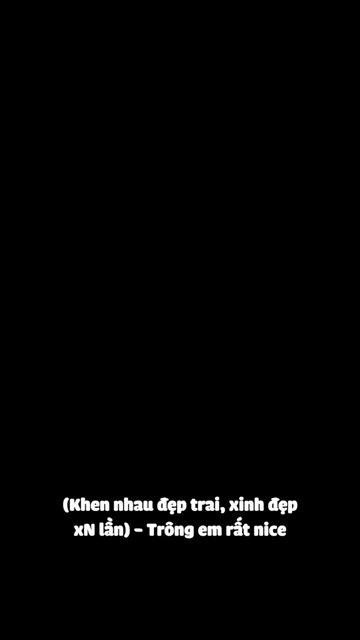 (Khen nhau đẹp trai, xinh đẹp
xN lần) - Trông em rất nice